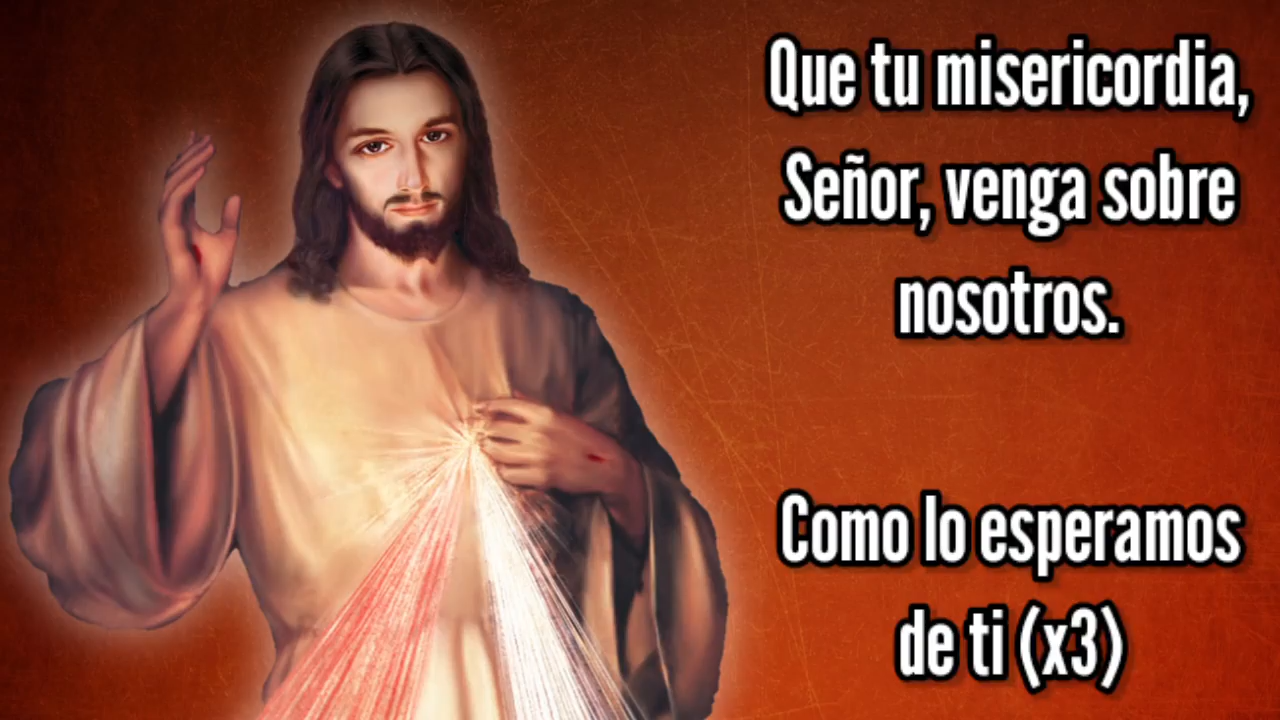 Que tu misericordia,
Señor, venga sobre
nosotros.
Como lo esperamos
de ti (x3)